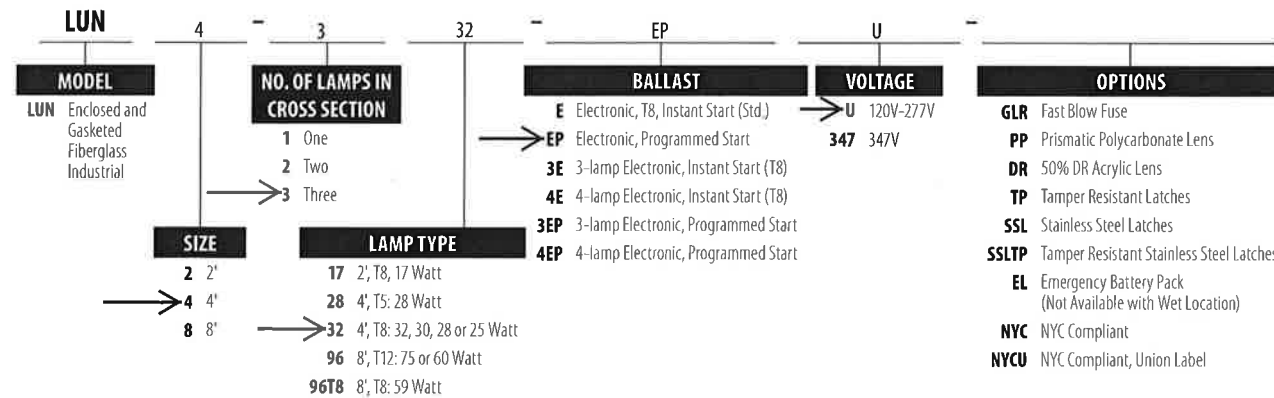 LUN 4 - 3 32 - EP U -
MODEL
LUN Enclosed and
Gasketed
Fiberglass
Industrial
NO. OF LAMPS IN
CROSS SECTION
1 One
2 Two
3 Three
BALLAST
E Electronic, T8, Instant Start (Std.)
EP Electronic, Programmed Start
3E 3-lamp Electronic, Instant Start (T8)
4E 4-lamp Electronic, Instant Start (T8)
3EP 3-lamp Electronic, Programmed Start
4EP 4-lamp Electronic, Programmed Start
VOLTAGE
U 120V-277V
347 347V
OPTIONS
GLR Fast Blow Fuse
PP Prismatic Polycarbonate Lens
DR 50% DR Acrylic Lens
TP Tamper Resistant Latches
SSL Stainless Steel Latches
SSLTP Tamper Resistant Stainless Steel Latches
EL Emergency Battery Pack
(Not Available with Wet Location)
NYC NYC Compliant
NYCU NYC Compliant, Union Label
SIZE
2 2'
4 4'
8 8'
LAMP TYPE
17 2', T8, 17 Watt
28 4', T5: 28 Watt
32 4', T8: 32, 30, 28 or 25 Watt
96 8', T12: 75 or 60 Watt
96T8 8', T8: 59 Watt